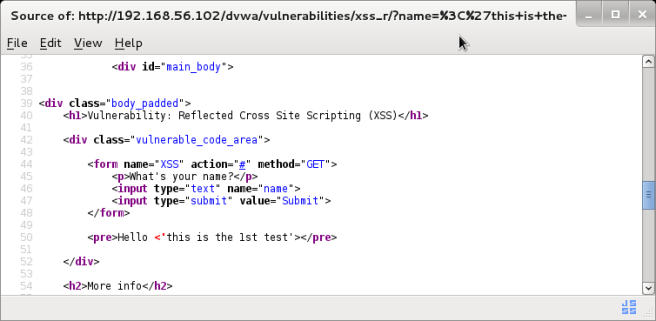 Source of: http://192.168.56.102/dvwa/vulnerabilities/xss_r/?name=%3C%27this+is+the-
File Edit View Help
36 <div id="main_body">
37
38
39 <div class="body_padded">
40 <h1>Vulnerability: Reflected Cross Site Scripting (XSS)</h1>
41
42 <div class="vulnerable_code_area">
43
44 <form name="XSS" action="#" method="GET">
45 <p>What's your name?</p>
46 <input type="text" name="name">
47 <input type="submit" value="Submit">
48 </form>
49
50 <pre>Hello <'this is the 1st test'></pre>
51
52 </div>
53
54 <h2>More info</h2>